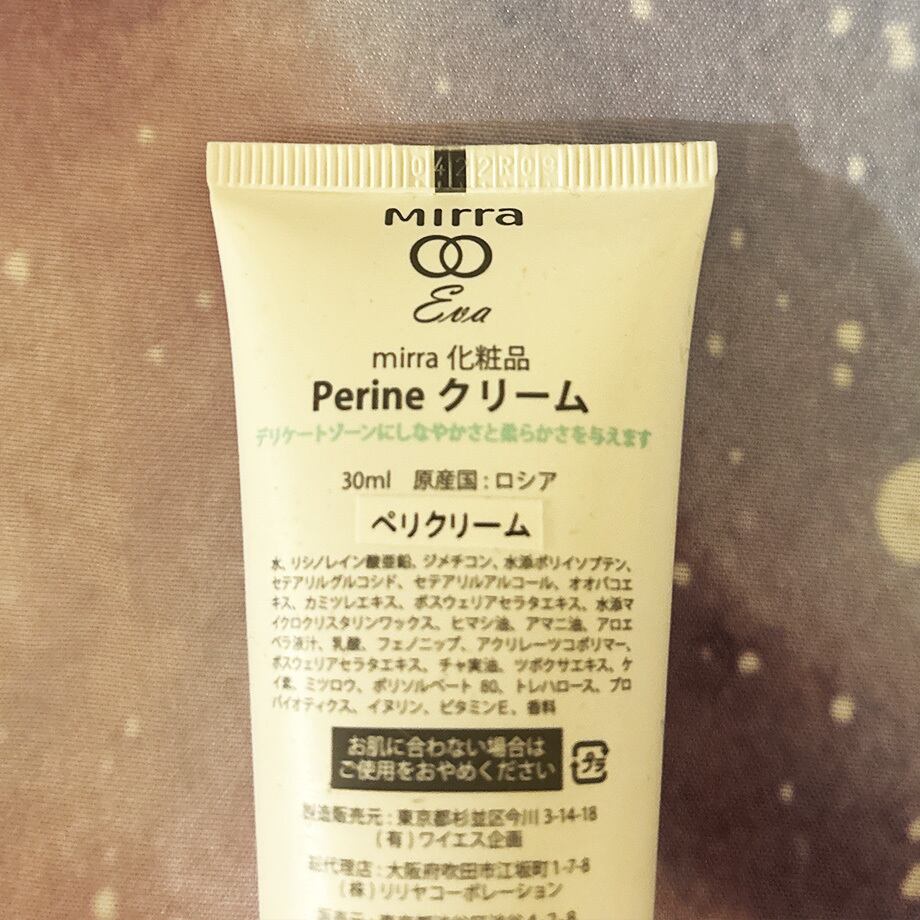 0422R09
mirra
Eva
mirra 化粧品
Perine クリーム
デリケートゾーンにしなやかさと柔らかさを与えます
30ml 原産国 : ロシア
ペリクリーム
水、リシノレイン酸亜鉛、ジメチコン、水添ポリイソブテン、
セテアリルグルコシド、セテアリルアルコール、オオバコエ
キス、カミツレエキス、ボスウェリアセラタエキス、水添マ
イクロクリスタリンワックス、ヒマシ油、アマニ油、アロエ
ベラ液汁、乳酸、フェノニップ、アクリレーツコポリマー、
ボスウェリアセラタエキス、チャ実油、ツボクサエキス、ケ
イ素、ミツロウ、ポリソルベート 80、トレハロース、プロ
バイオティクス、イヌリン、ビタミンE、香料
お肌に合わない場合は
ご使用をおやめください
プラ
製造販売元 : 東京都杉並区今川 3-14-18
(有) ワイエス企画
総代理店 : 大阪府吹田市江坂町 1-7-8
(株) リリヤコーポレーション